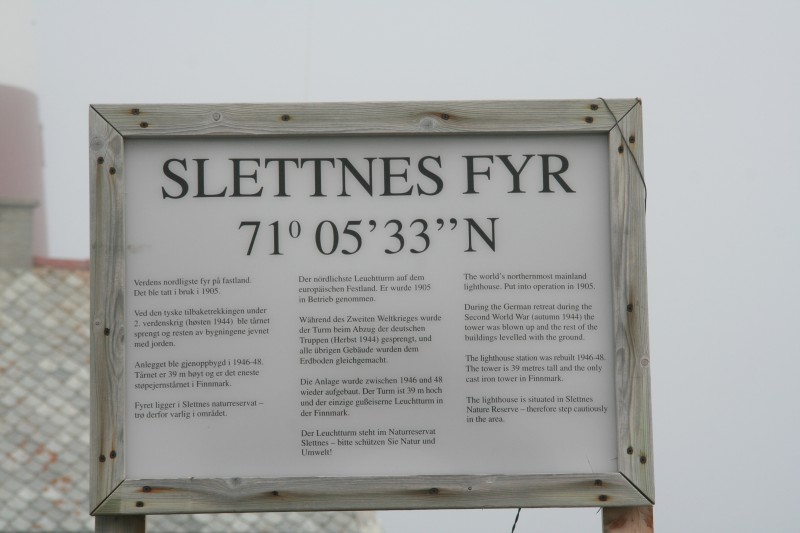 SLETTNES FYR
71⁰ 05’33”N
Verdens nordligste fyr på fastland.
Det ble tatt i bruk i 1905.
Ved den tyske tilbaketrekkingen under
2. verdenskrig (høsten 1944) ble tårnet
sprengt og resten av bygningene jevnet
med jorden.
Anlegget ble gjenoppbygd i 1946-48.
Tårnet er 39 m høyt og er det eneste
støpejernstårnet i Finnmark.
Fyret ligger i Slettnes naturreservat –
trø derfor varlig i området.
Der nördlichste Leuchtturm auf dem
europäischen Festland. Er wurde 1905
in Betrieb genommen.
Während des Zweiten Weltkrieges wurde
der Turm beim Abzug der deutschen
Truppen (Herbst 1944) gesprengt, und
alle übrigen Gebäude wurden dem
Erdboden gleichgemacht.
Die Anlage wurde zwischen 1946 und 48
wieder aufgebaut. Der Turm ist 39 m hoch
und der einzige gußeiserne Leuchtturm in
der Finnmark.
Der Leuchtturm steht im Naturreservat
Slettnes – bitte schützen Sie Natur und
Umwelt!
The world’s northernmost mainland
lighthouse. Put into operation in 1905.
During the German retreat during the
Second World War (autumn 1944) the
tower was blown up and the rest of the
buildings levelled with the ground.
The lighthouse station was rebuilt 1946-48.
The tower is 39 metres tall and the only
cast iron tower in Finnmark.
The lighthouse is situated in Slettnes
Nature Reserve – therefore step cautiously
in the area.